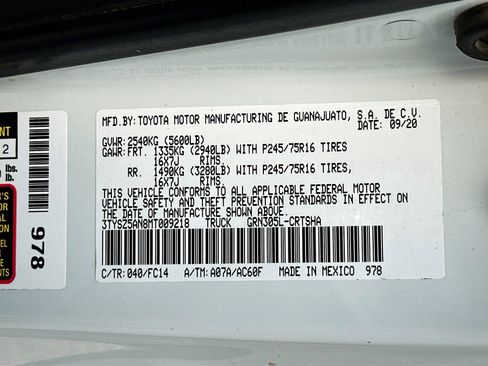 MFD.BY:TOYOTA MOTOR MANUFACTURING DE GUANAJUATO, S.A. DE C.V.
DATE: 09/20
GVWR:2540KG (5600LB)
GAWR:FRT. 1335KG (2940LB) WITH P245/75R16 TIRES
16X7J RIMS,
RR. 1490KG (3280LB) WITH P245/75R16 TIRES,
16X7J RIMS.
THIS VEHICLE CONFORMS TO ALL APPLICABLE FEDERAL MOTOR
VEHICLE SAFETY AND THEFT PREVENTION STANDARDS IN EFFECT
ON THE DATE OF MANUFACTURE SHOWN ABOVE.
3TYSZ5AN8MT009218 TRUCK GRN305L-CRTSHA
C/TR:040/FC14 A/TM:A07A/AC60F MADE IN MEXICO 978
NT
2
lbs.
978